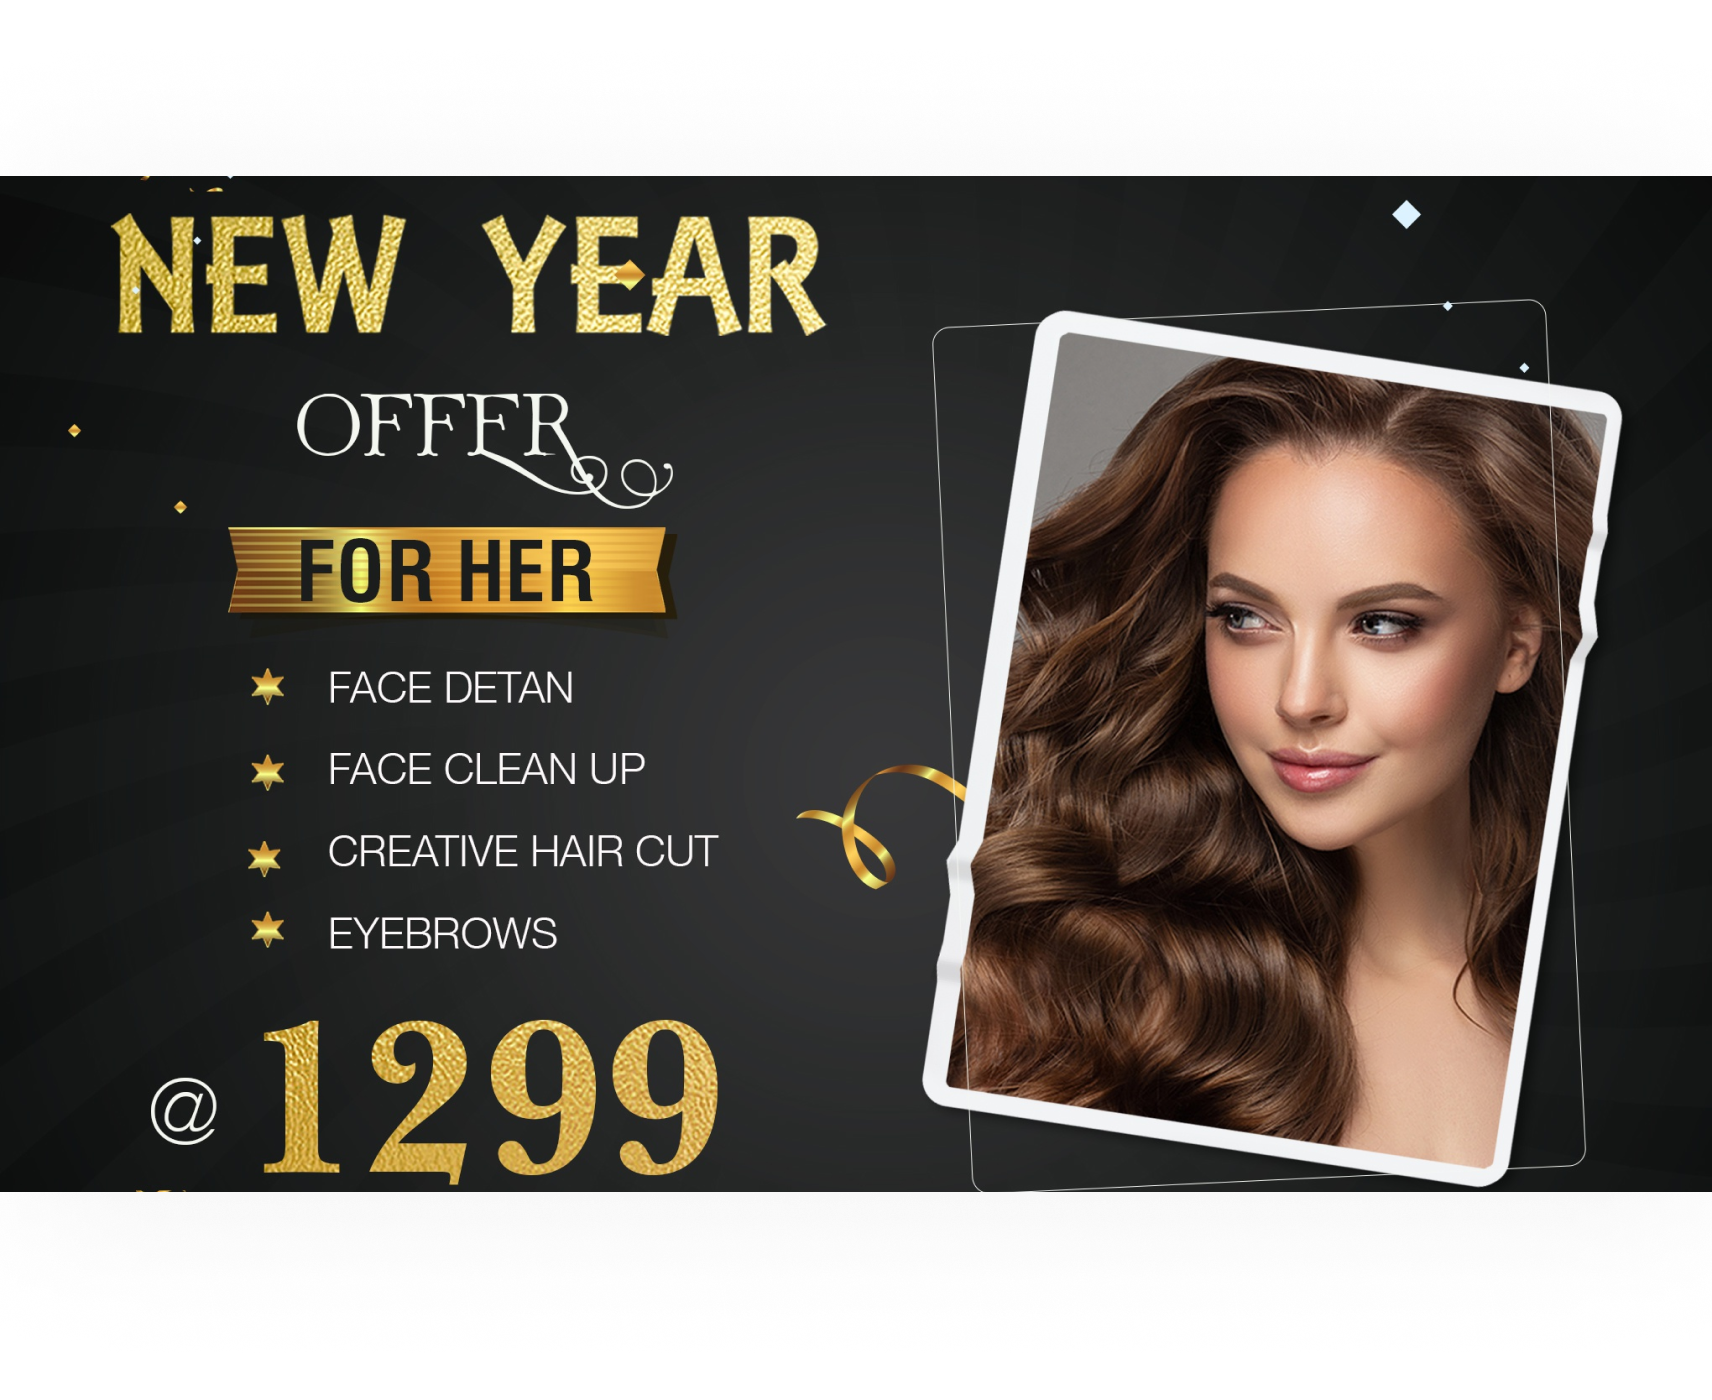 NEW YEAR
OFFER
FOR HER
FACE DETAN
FACE CLEAN UP
CREATIVE HAIR CUT
EYEBROWS
@ 1299